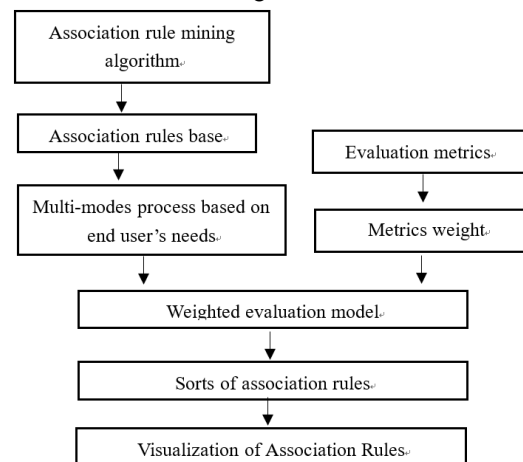 Association rule mining
algorithm
Association rules base
Evaluation metrics
Multi-modes process based on
end user's needs
Metrics weight
Weighted evaluation model
Sorts of association rules
Visualization of Association Rules